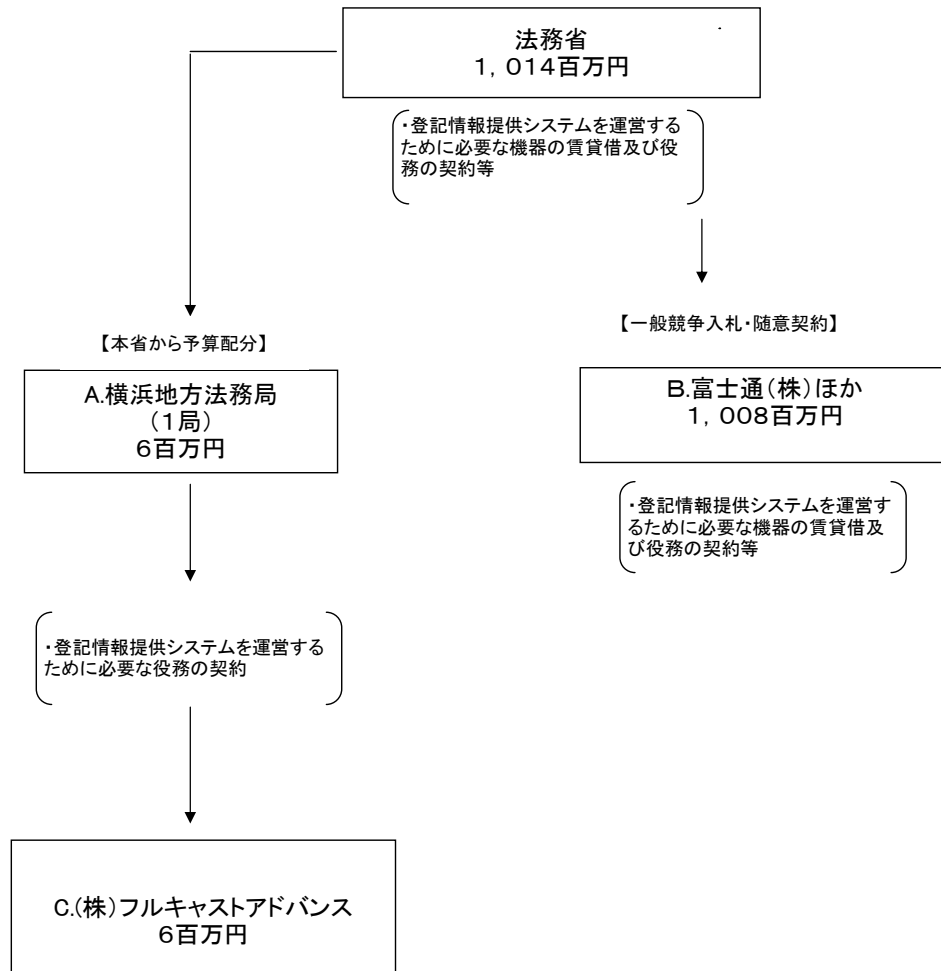 法務省
1,014百万円
・登記情報提供システムを運営する
ために必要な機器の賃貸借及び役
務の契約等
【本省から予算配分】
【一般競争入札・随意契約】
A.横浜地方法務局
(1局)
6百万円
B.富士通(株)ほか
1,008百万円
・登記情報提供システムを運営す
るために必要な機器の賃貸借及
び役務の契約等
・登記情報提供システムを運営する
ために必要な役務の契約
C.(株)フルキャストアドバンス
6百万円